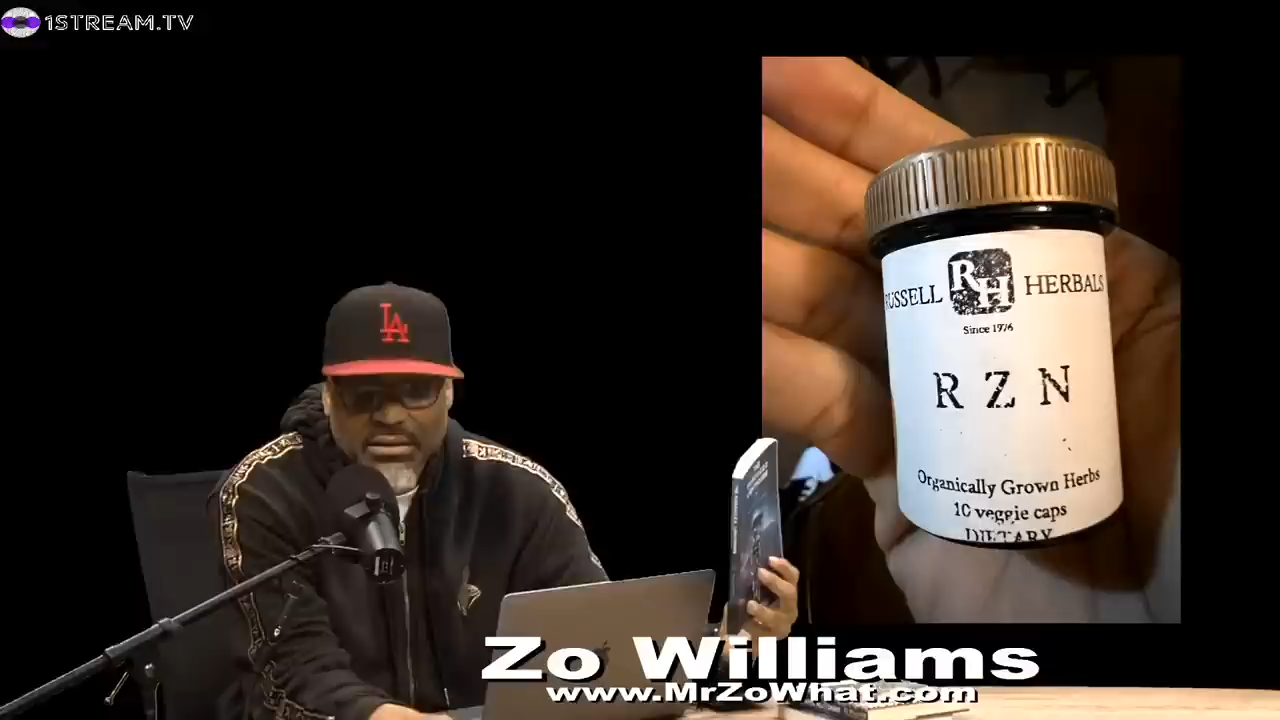 1STREAM.TV
LA
RUSSELL RH HERBALS
Since 1976
R Z N
Organically Grown Herbs
10 veggie caps
DIETARY
Zo Williams
www.MrZoWhat.com